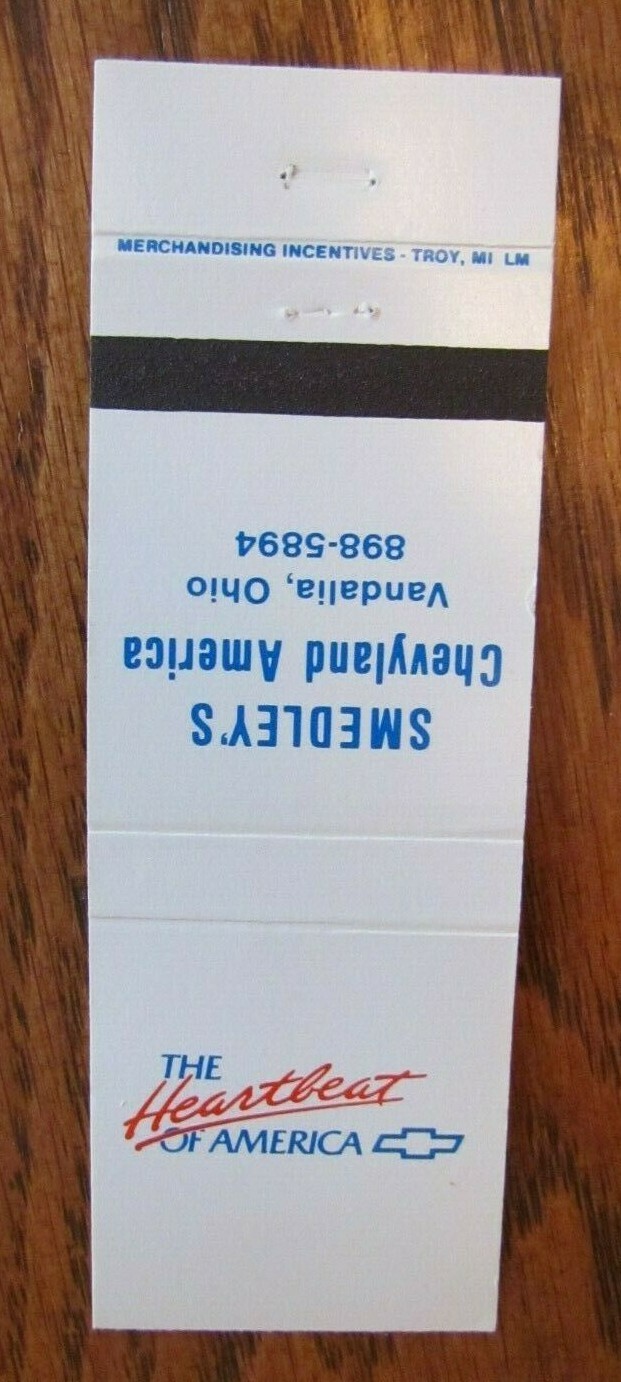 MERCHANDISING INCENTIVES - TROY, MI LM
SMEDLEY'S
Chevyland America
Vandalia, Ohio
898-5894
THE
Heartbeat
OF AMERICA